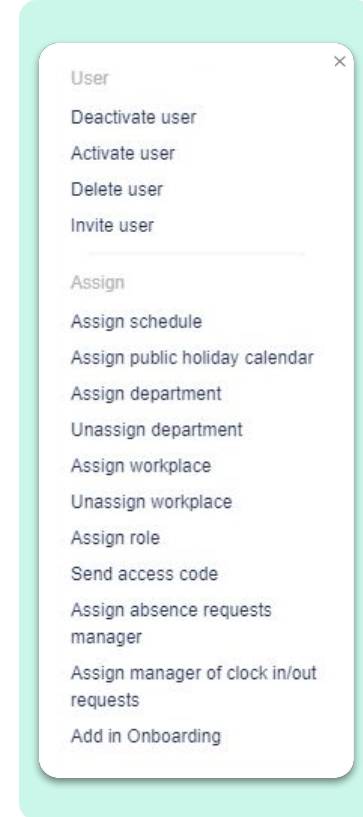 User
Deactivate user
Activate user
Delete user
Invite user
Assign
Assign schedule
Assign public holiday calendar
Assign department
Unassign department
Assign workplace
Unassign workplace
Assign role
Send access code
Assign absence requests
manager
Assign manager of clock in/out
requests
Add in Onboarding